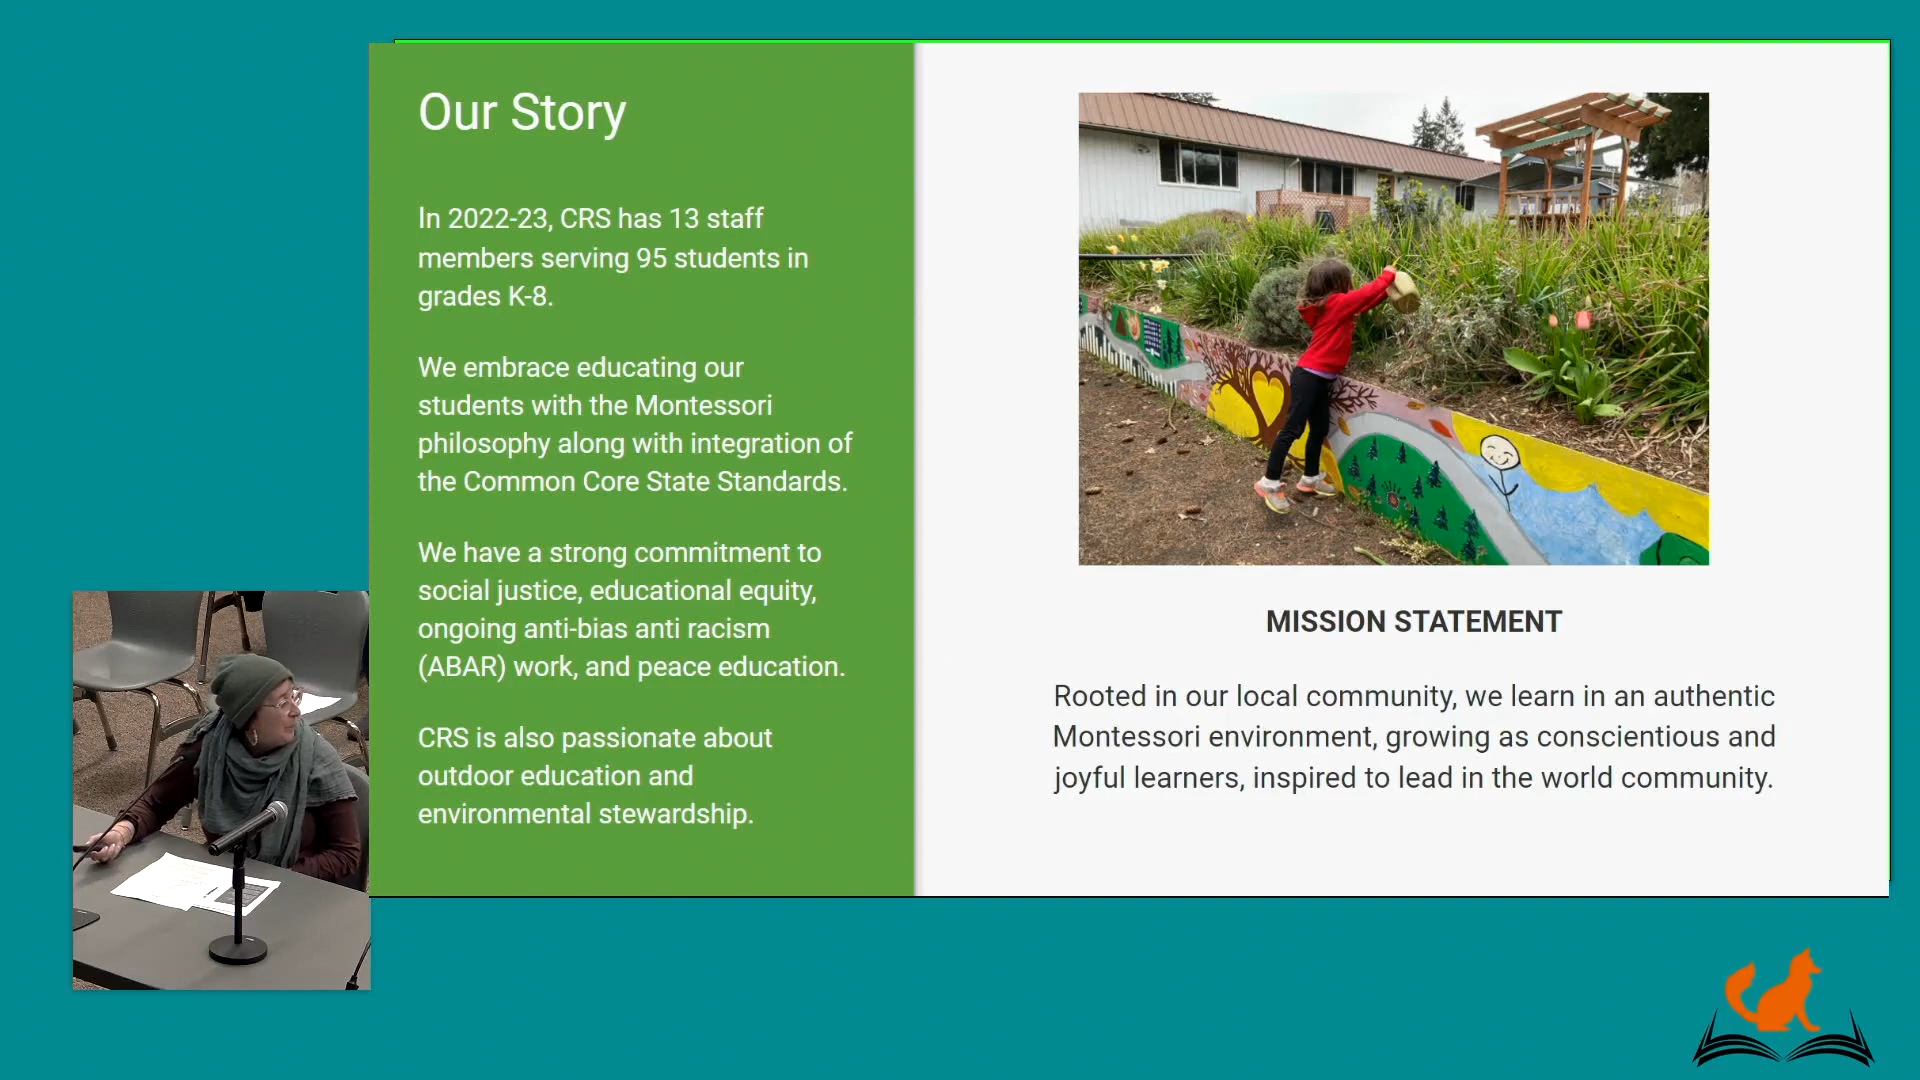 Our Story
In 2022-23, CRS has 13 staff
members serving 95 students in
grades K-8.
We embrace educating our
students with the Montessori
philosophy along with integration of
the Common Core State Standards.
We have a strong commitment to
social justice, educational equity,
ongoing anti-bias anti racism
(ABAR) work, and peace education.
CRS is also passionate about
outdoor education and
environmental stewardship.
MISSION STATEMENT
Rooted in our local community, we learn in an authentic
Montessori environment, growing as conscientious and
joyful learners, inspired to lead in the world community.